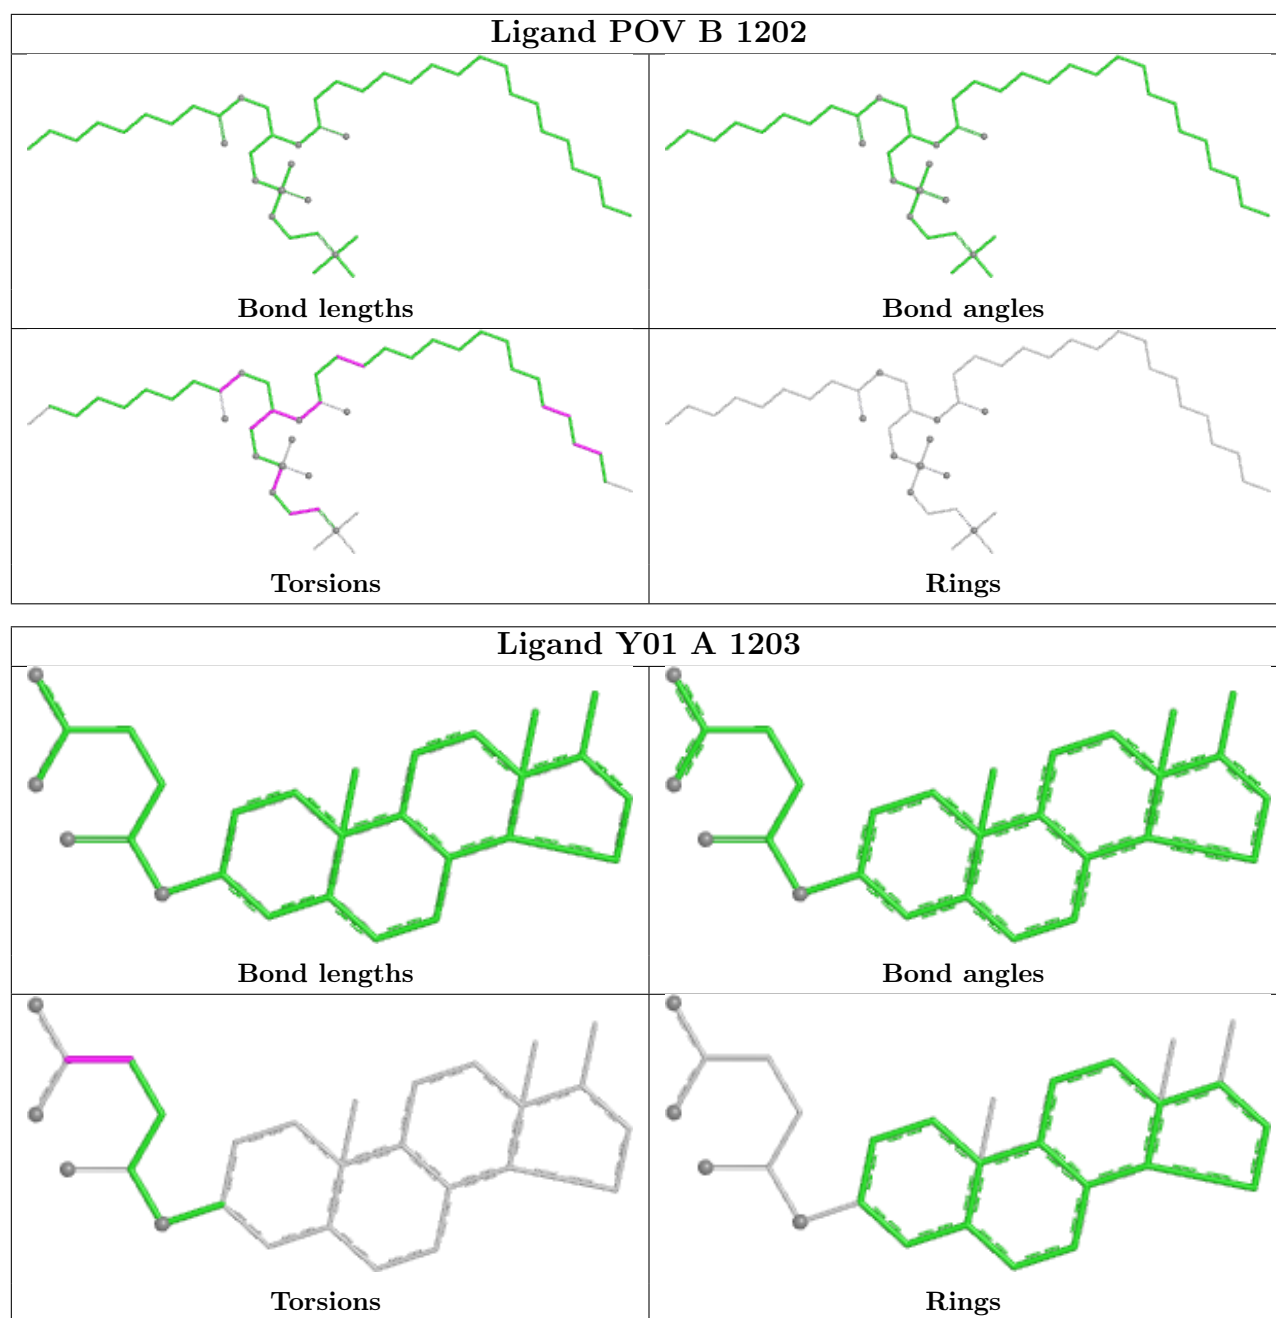 Ligand POV B 1202
Bond lengths
Bond angles
Torsions
Rings
Ligand Y01 A 1203
Bond lengths
Bond angles
Torsions
Rings